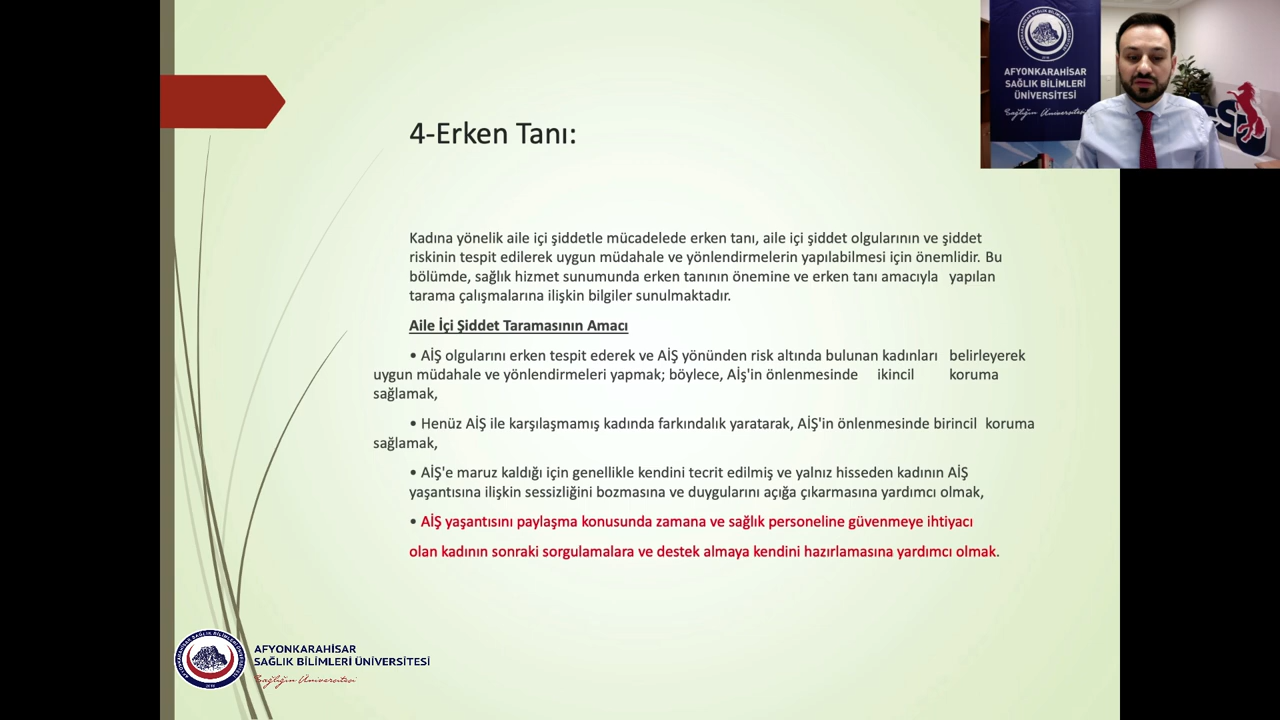 4-Erken Tanı:
Kadına yönelik aile içi şiddetle mücadelede erken tanı, aile içi şiddet olgularının ve şiddet
riskinin tespit edilerek uygun müdahale ve yönlendirmelerin yapılabilmesi için önemlidir. Bu
bölümde, sağlık hizmet sunumunda erken tanının önemine ve erken tanı amacıyla yapılan
tarama çalışmalarına ilişkin bilgiler sunulmaktadır.
Aile İçi Şiddet Taramasının Amacı
• AİŞ olgularını erken tespit ederek ve AİŞ yönünden risk altında bulunan kadınları belirleyerek
uygun müdahale ve yönlendirmeleri yapmak; böylece, AİŞ'in önlenmesinde ikincil koruma
sağlamak,
• Henüz AİŞ ile karşılaşmamış kadında farkındalık yaratarak, AİŞ'in önlenmesinde birincil koruma
sağlamak,
• AİŞ'e maruz kaldığı için genellikle kendini tecrit edilmiş ve yalnız hisseden kadının AİŞ
yaşantısına ilişkin sessizliğini bozmasına ve duygularını açığa çıkarmasına yardımcı olmak,
• AİŞ yaşantısını paylaşma konusunda zamana ve sağlık personeline güvenmeye ihtiyacı
olan kadının sonraki sorgulamalara ve destek almaya kendini hazırlamasına yardımcı olmak.
AFYONKARAHİSAR
SAĞLIK BİLİMLERİ ÜNİVERSİTESİ
Sağlığın Üniversitesi
AFYONKARAHİSAR
SAĞLIK BİLİMLERİ
ÜNİVERSİTESİ
Sağlığın Üniversitesi